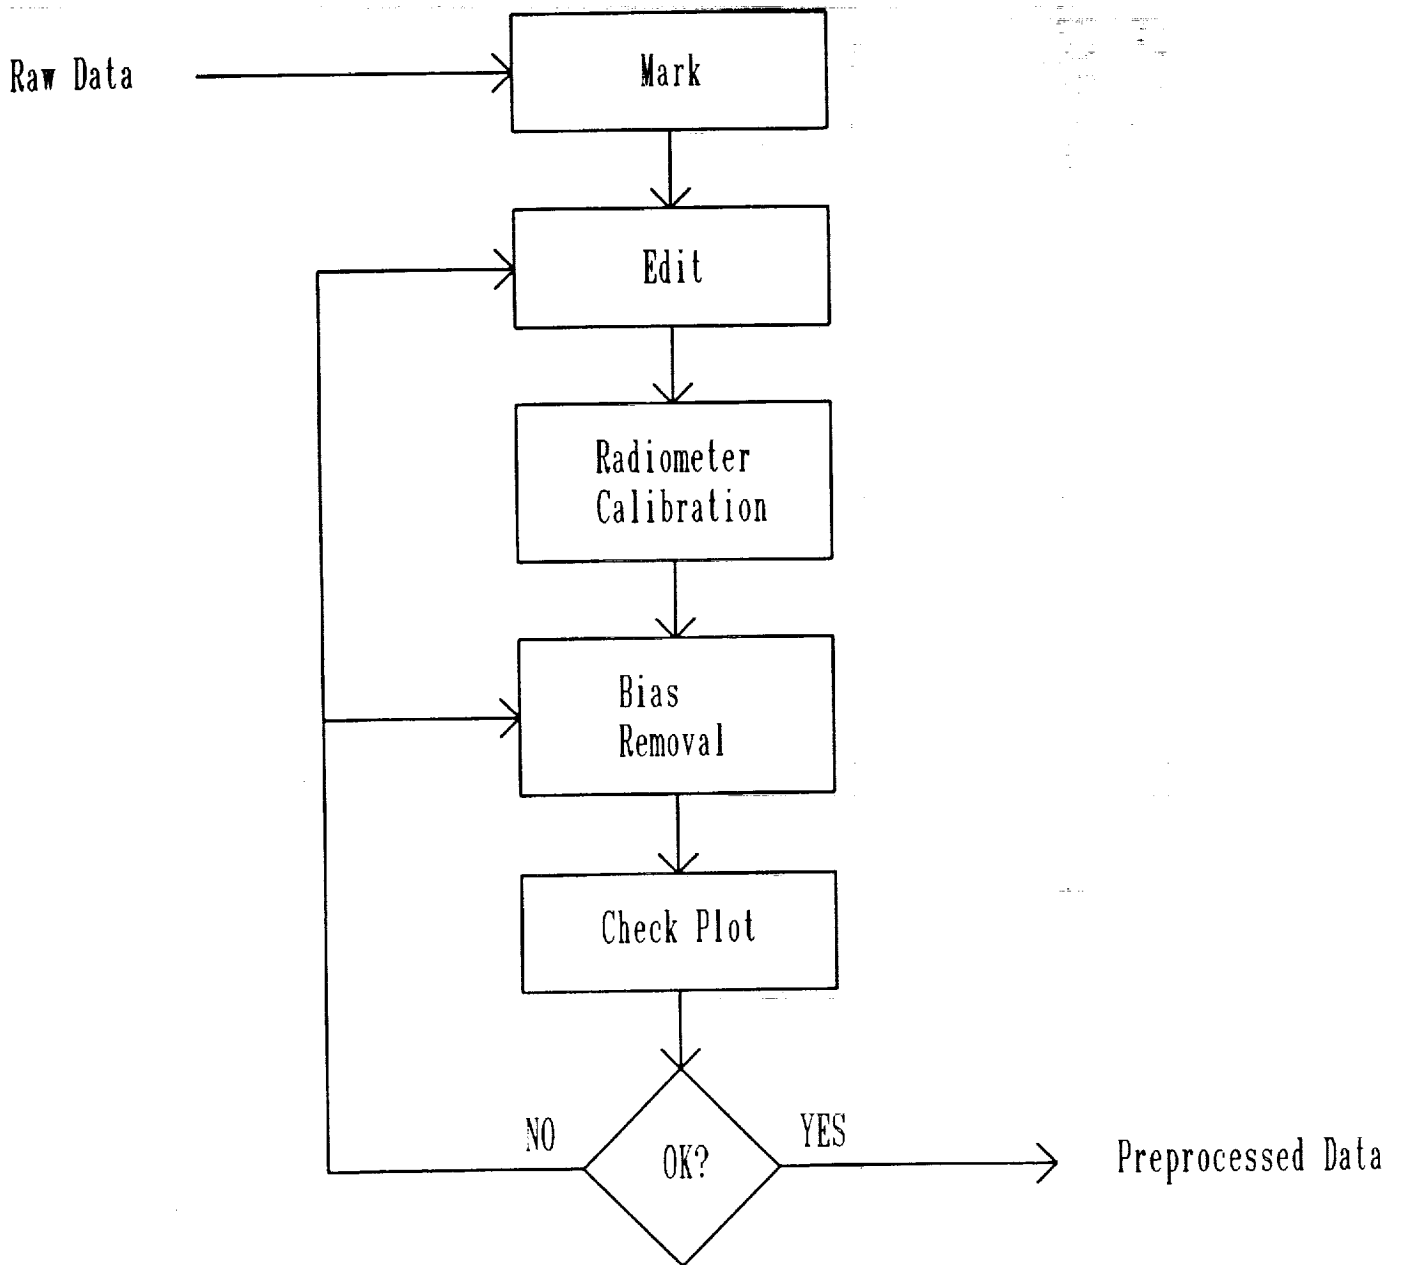 Raw Data
Mark
Edit
Radiometer
Calibration
Bias
Removal
Check Plot
NO
OK?
YES
Preprocessed Data